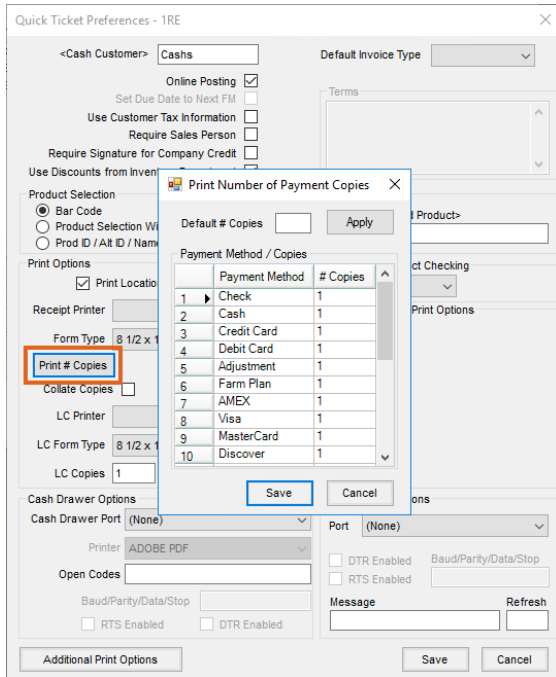 Quick Ticket Preferences - 1RE
<Cash Customer> Cashs
Default Invoice Type
Online Posting
Set Due Date to Next FM
Terms
Use Customer Tax Information
Require Sales Person
Require Signature for Company Credit
Use Discounts from
Product Selection
Bar Code
Product Selection
Prod ID / Alt ID / Name
Product>
Print Options
Checking
Print
Print Options
Receipt Printer
Form Type 8 1/2 x 1
Print # Copies
Collate Copies
LC Printer
LC Form Type 8 1/2 x 1
LC Copies 1
Print Number of Payment Copies
Default # Copies
Apply
Payment Method / Copies
Payment Method # Copies
1 Check 1
2 Cash 1
3 Credit Card 1
4 Debit Card 1
5 Adjustment 1
6 Farm Plan 1
7 AMEX 1
8 Visa 1
9 MasterCard 1
10 Discover 1
Save Cancel
Cash Drawer Options
Cash Drawer Port (None)
Printer ADOBE PDF
Open Codes
Baud/Parity/Data/Stop
RTS Enabled DTR Enabled
Port (None)
DTR Enabled Baud/Parity/Data/Stop
RTS Enabled
Message Refresh
Additional Print Options
Save Cancel